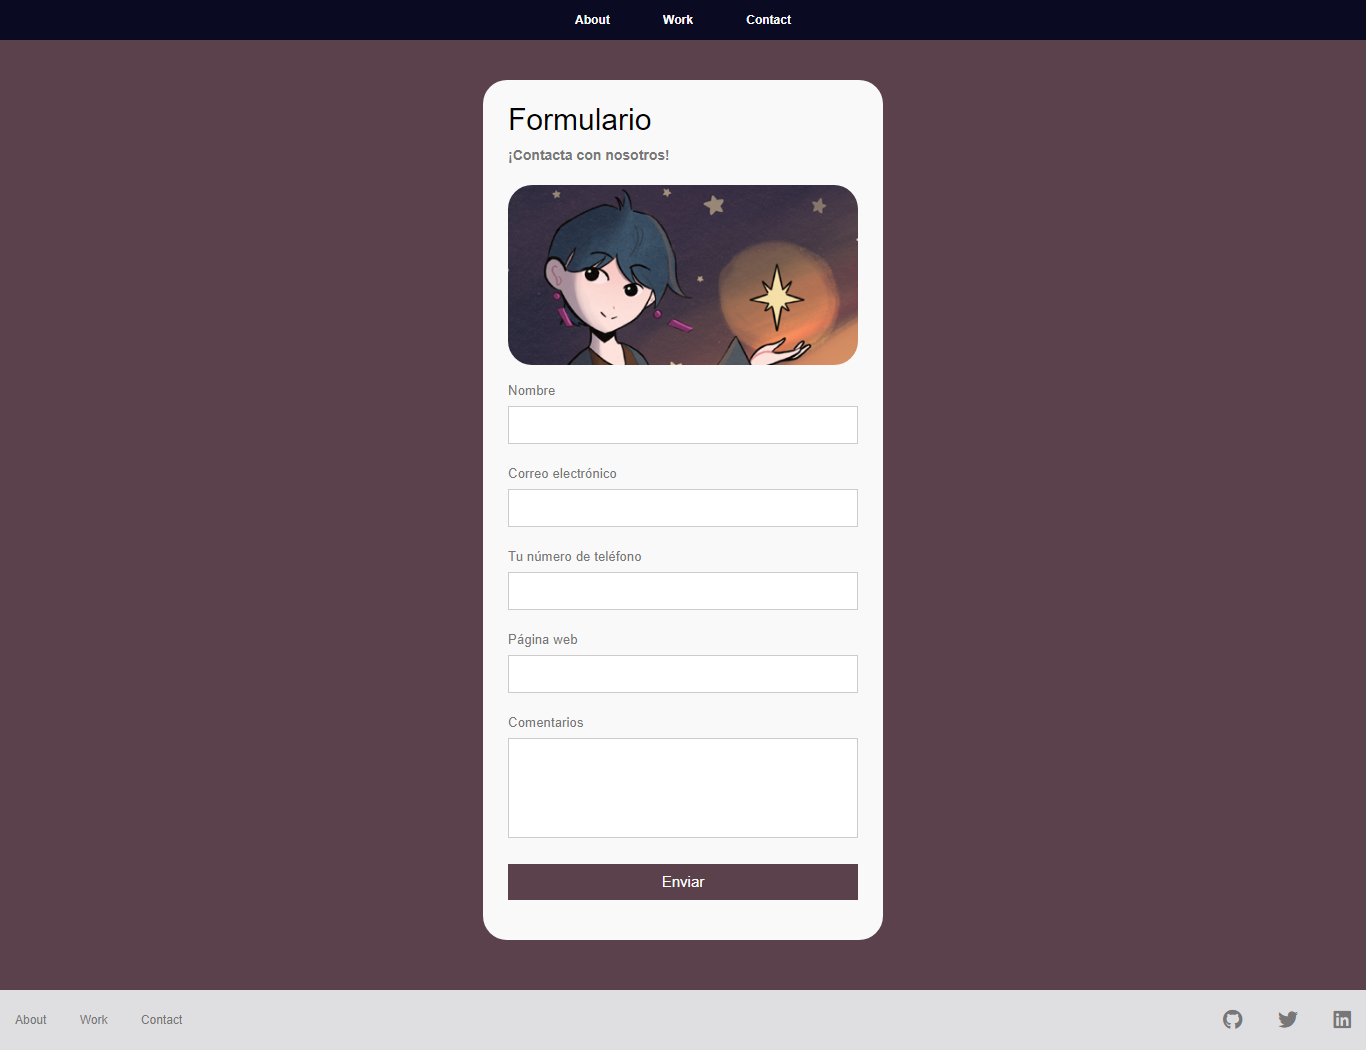 About Work Contact
Formulario
¡Contacta con nosotros!
Nombre
Correo electrónico
Tu número de teléfono
Página web
Comentarios
Enviar
About Work Contact